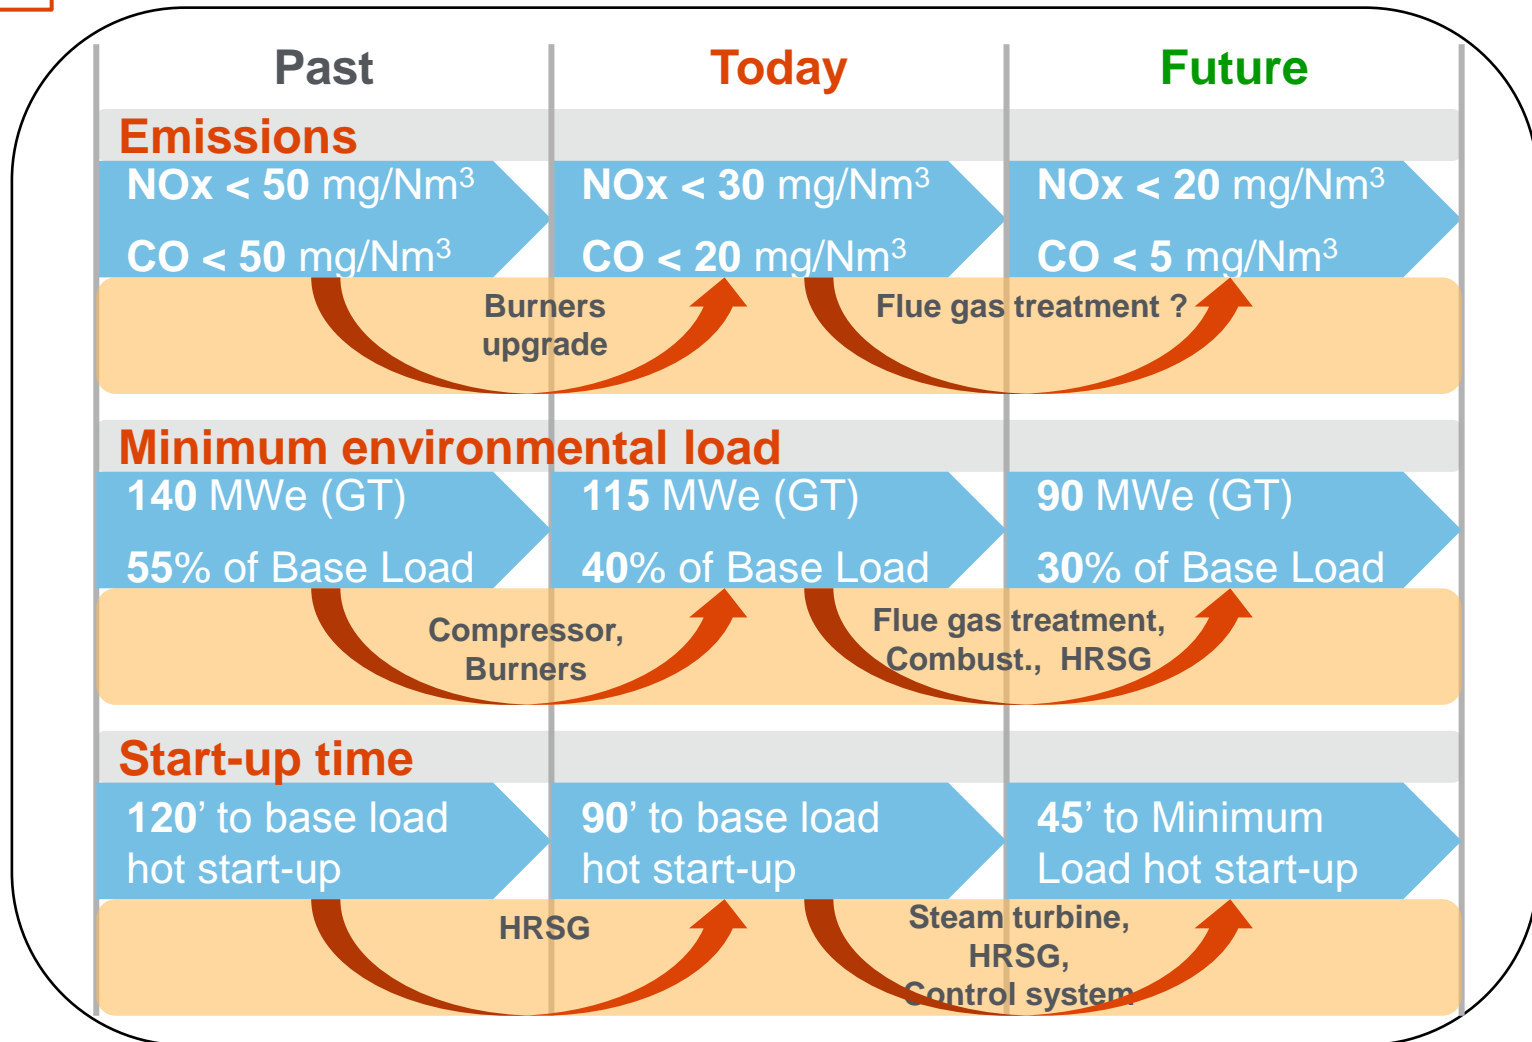 Past Today Future
Emissions
NOx < 50 mg/Nm³ NOx < 30 mg/Nm³ NOx < 20 mg/Nm³
CO < 50 mg/Nm³ CO < 20 mg/Nm³ CO < 5 mg/Nm³
Burners
upgrade
Flue gas treatment ?
Minimum environmental load
140 MWe (GT) 115 MWe (GT) 90 MWe (GT)
55% of Base Load 40% of Base Load 30% of Base Load
Compressor,
Burners
Flue gas treatment,
Combust., HRSG
Start-up time
120’ to base load
hot start-up
90’ to base load
hot start-up
45’ to Minimum
Load hot start-up
HRSG
Steam turbine,
HRSG,
Control system